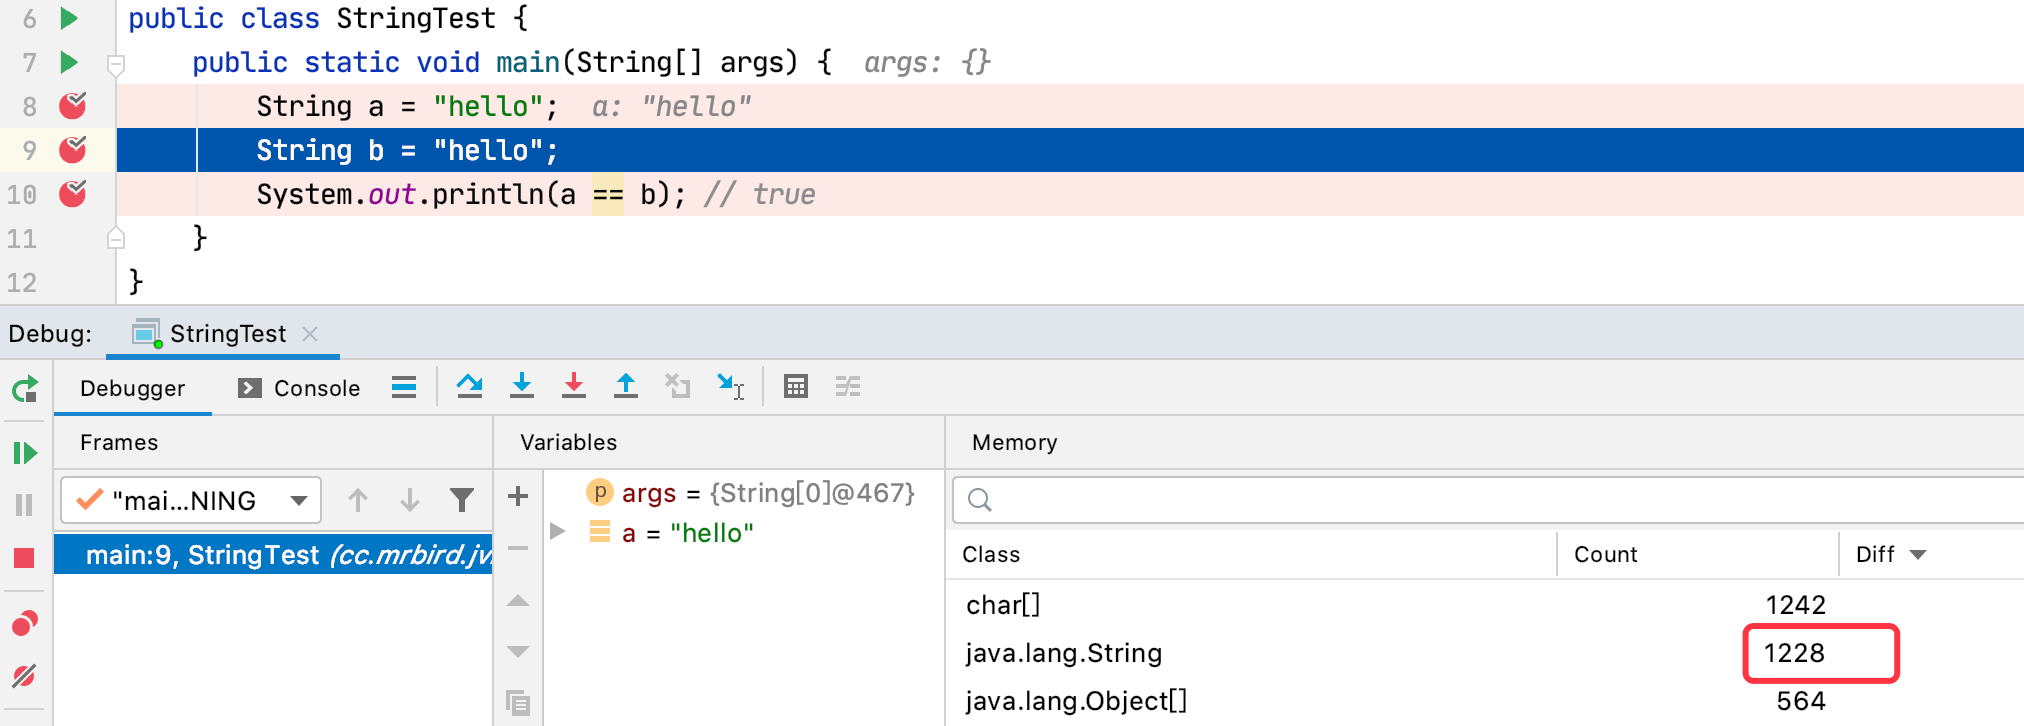 6 public class StringTest {
7 public static void main(String[] args) { args: {}
8 String a = "hello"; a: "hello"
9 String b = "hello";
10 System.out.println(a == b); // true
11 }
12 }
Debug: StringTest
Debugger Console
Frames Variables Memory
"mai...NING
main:9, StringTest (cc.mrbird.jv
p args = {String[0]@467}
a = "hello"
Class Count Diff
char[] 1242
java.lang.String 1228
java.lang.Object[] 564